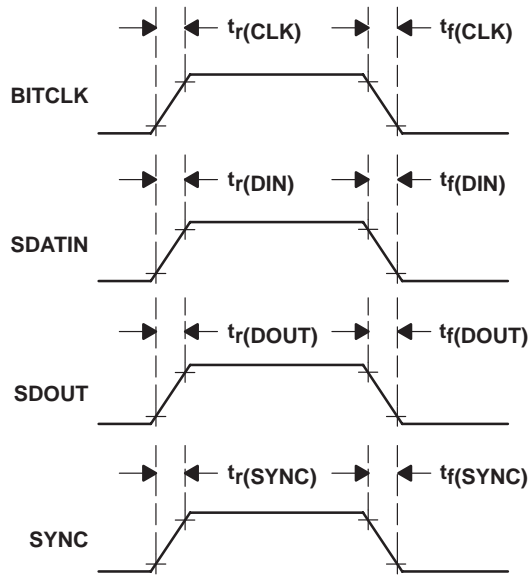 tr(CLK) tf(CLK)
BITCLK
tr(DIN) tf(DIN)
SDATIN
tr(DOUT) tf(DOUT)
SDOUT
tr(SYNC) tf(SYNC)
SYNC